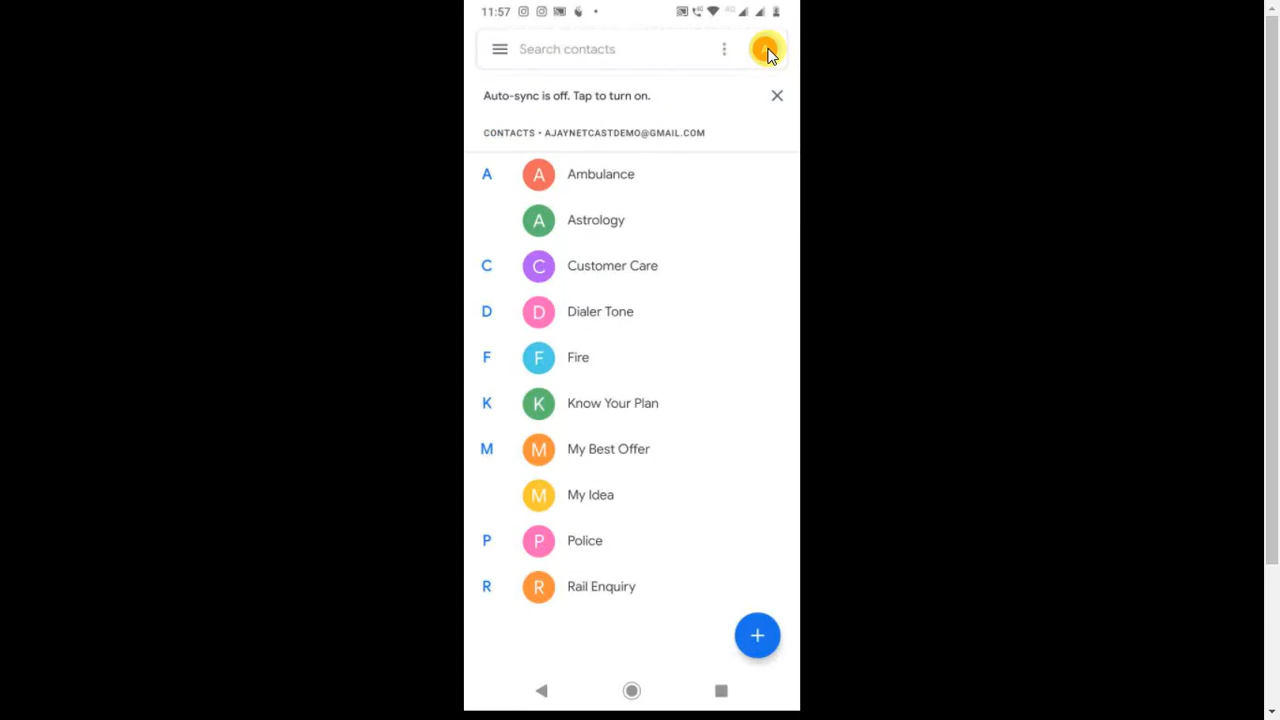 11:57
Search contacts
Auto-sync is off. Tap to turn on.
CONTACTS • AJAYNETCASTDEMO@GMAIL.COM
A A Ambulance
A Astrology
C C Customer Care
D D Dialer Tone
F F Fire
K K Know Your Plan
M M My Best Offer
M My Idea
P P Police
R R Rail Enquiry